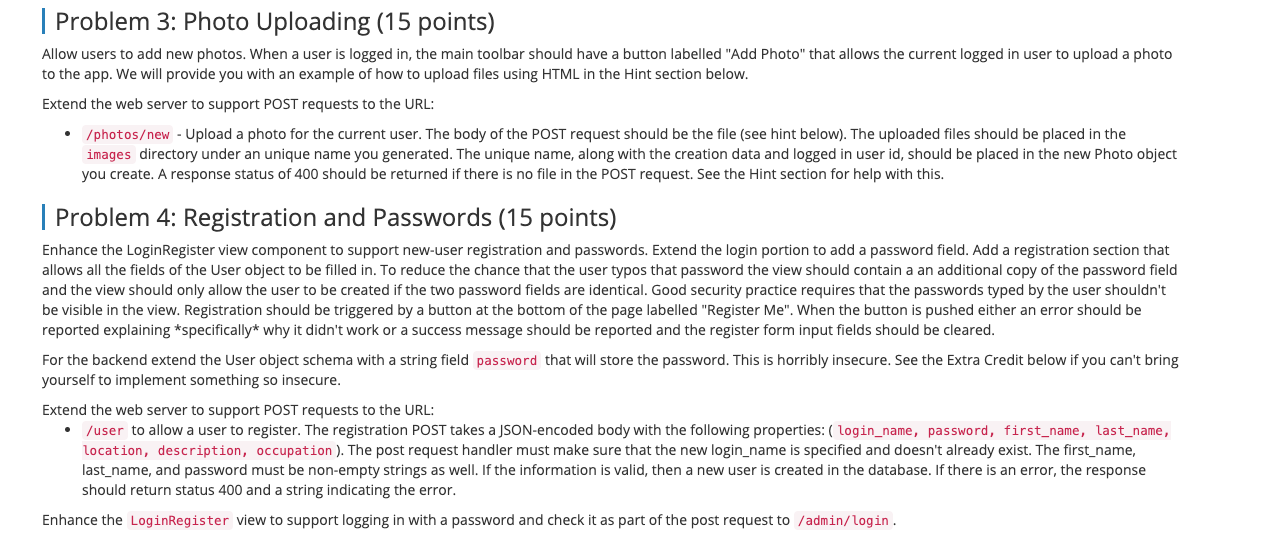 Problem 3: Photo Uploading (15 points)
Allow users to add new photos. When a user is logged in, the main toolbar should have a button labelled "Add Photo" that allows the current logged in user to upload a photo
to the app. We will provide you with an example of how to upload files using HTML in the Hint section below.
Extend the web server to support POST requests to the URL:
• /photos/new - Upload a photo for the current user. The body of the POST request should be the file (see hint below). The uploaded files should be placed in the
images directory under an unique name you generated. The unique name, along with the creation data and logged in user id, should be placed in the new Photo object
you create. A response status of 400 should be returned if there is no file in the POST request. See the Hint section for help with this.
Problem 4: Registration and Passwords (15 points)
Enhance the LoginRegister view component to support new-user registration and passwords. Extend the login portion to add a password field. Add a registration section that
allows all the fields of the User object to be filled in. To reduce the chance that the user typos that password the view should contain a an additional copy of the password field
and the view should only allow the user to be created if the two password fields are identical. Good security practice requires that the passwords typed by the user shouldn't
be visible in the view. Registration should be triggered by a button at the bottom of the page labelled "Register Me". When the button is pushed either an error should be
reported explaining *specifically* why it didn't work or a success message should be reported and the register form input fields should be cleared.
For the backend extend the User object schema with a string field password that will store the password. This is horribly insecure. See the Extra Credit below if you can't bring
yourself to implement something so insecure.
Extend the web server to support POST requests to the URL:
• /user to allow a user to register. The registration POST takes a JSON-encoded body with the following properties: ( login_name, password, first_name, last_name,
location, description, occupation ). The post request handler must make sure that the new login_name is specified and doesn't already exist. The first_name,
last_name, and password must be non-empty strings as well. If the information is valid, then a new user is created in the database. If there is an error, the response
should return status 400 and a string indicating the error.
Enhance the LoginRegister view to support logging in with a password and check it as part of the post request to /admin/login .